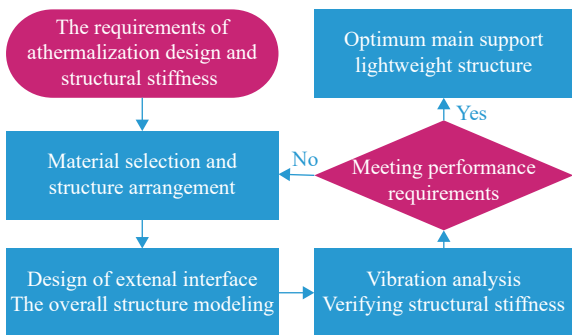 The requirements of
athermalization design and
structural stiffness
Material selection and
structure arrangement
Design of extenal interface
The overall structure modeling
Vibration analysis
Verifying structural stiffness
Meeting performance
requirements
No
Yes
Optimum main support
lightweight structure